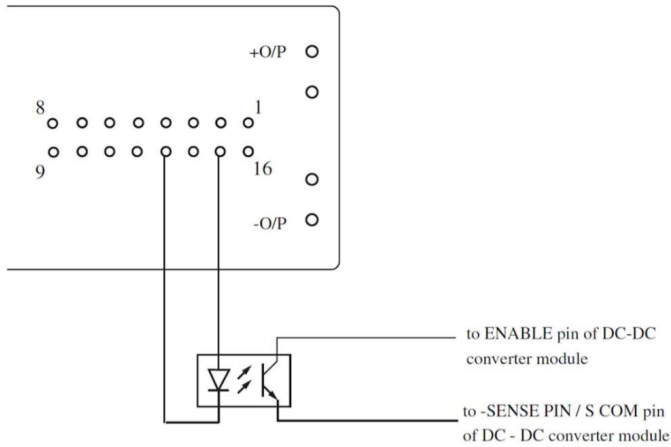 +O/P
8
1
9
16
-O/P
to ENABLE pin of DC-DC
converter module
to -SENSE PIN / S COM pin
of DC - DC converter module